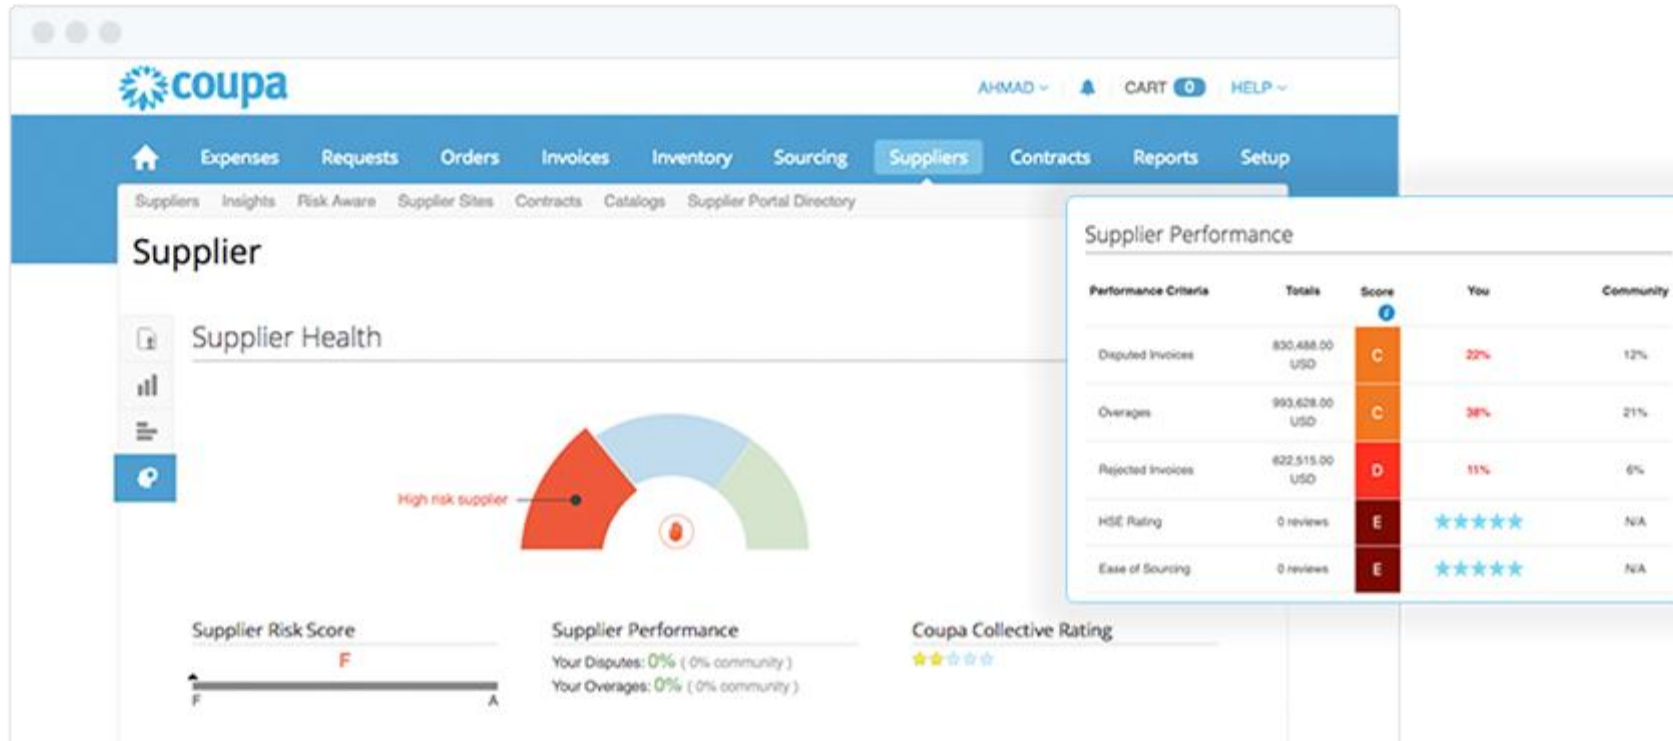 coupa
AHMAD
CART 0
HELP
Expenses Requests Orders Invoices Inventory Sourcing Suppliers Contracts Reports Setup
Suppliers Insights Risk Aware Supplier Sites Contracts Catalogs Supplier Portal Directory
Supplier
Supplier Health
High risk supplier
Supplier Risk Score
F
F A
Supplier Performance
Your Disputes: 0% ( 0% community )
Your Overages: 0% ( 0% community )
Coupa Collective Rating
Supplier Performance
Performance Criteria Totals Score You Community
i
Disputed Invoices 830,488.00 USD C 22% 12%
Overages 993,628.00 USD C 38% 21%
Rejected Invoices 622,515.00 USD D 11% 6%
HSE Rating 0 reviews E N/A
Ease of Sourcing 0 reviews E N/A